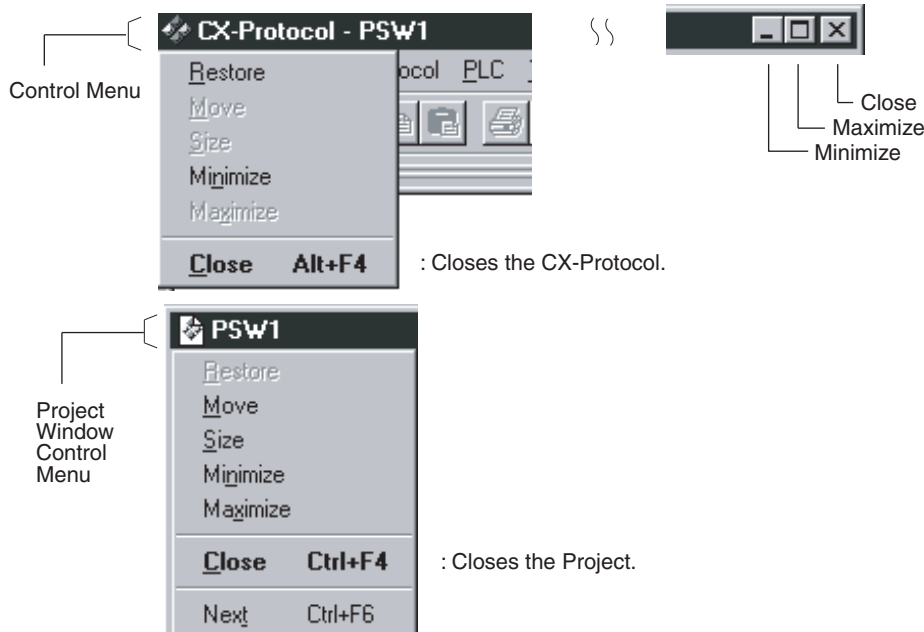 CX-Protocol - PSW1
Control Menu
Restore
ocol PLC
Move
Size
Minimize
Maximize
Close Alt+F4
: Closes the CX-Protocol.
Close
Maximize
Minimize
PSW1
Project
Window
Control
Menu
Restore
Move
Size
Minimize
Maximize
Close Ctrl+F4
: Closes the Project.
Next Ctrl+F6